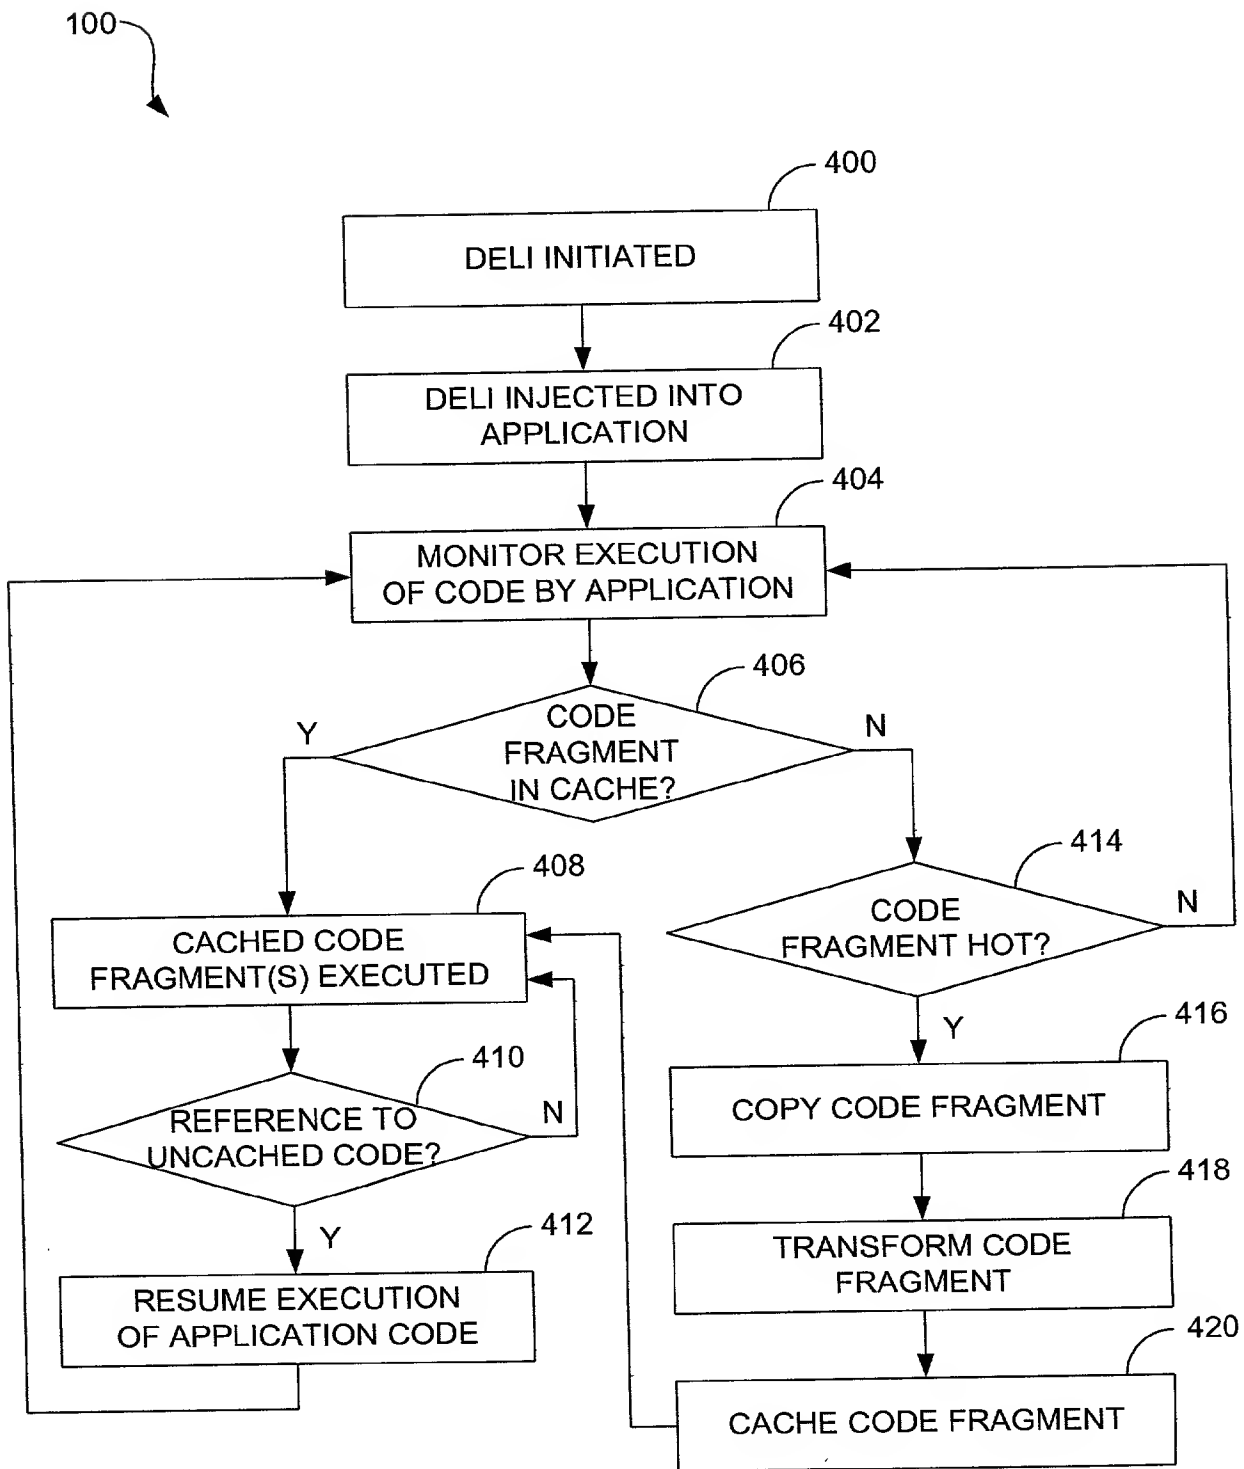 100
400
DELI INITIATED
402
DELI INJECTED INTO
APPLICATION
404
MONITOR EXECUTION
OF CODE BY APPLICATION
406
Y
CODE
FRAGMENT
IN CACHE?
N
408
CACHED CODE
FRAGMENT(S) EXECUTED
410
REFERENCE TO
UNCACHED CODE?
N
Y
412
RESUME EXECUTION
OF APPLICATION CODE
414
CODE
FRAGMENT HOT?
N
Y
416
COPY CODE FRAGMENT
418
TRANSFORM CODE
FRAGMENT
420
CACHE CODE FRAGMENT